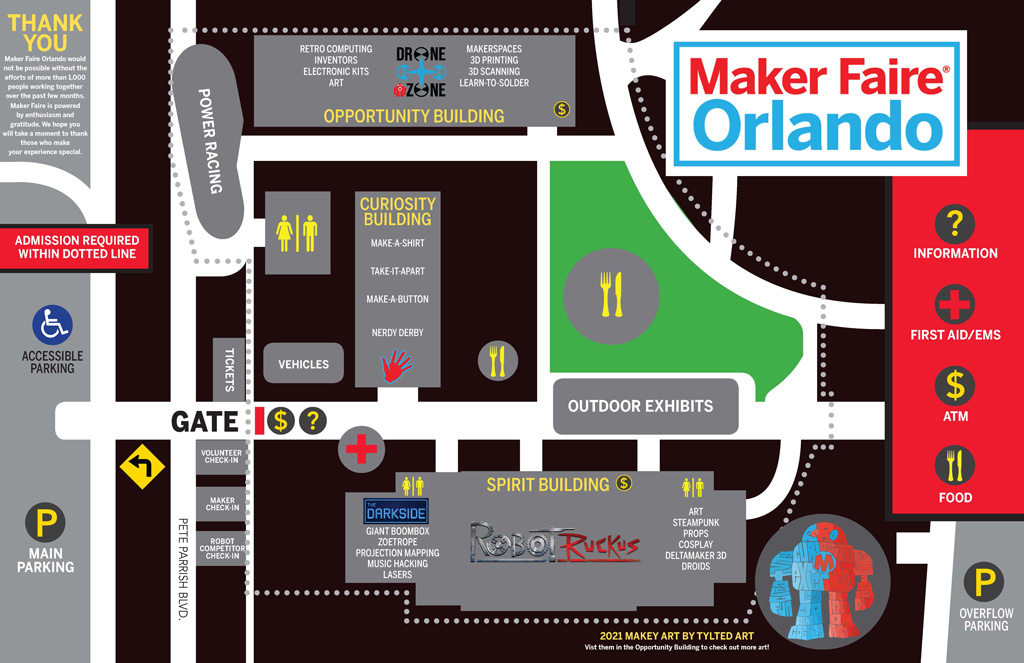 THANK
YOU
Maker Faire Orlando would
not be possible without the
efforts of more than 1,000
people working together
over the past few months.
Maker Faire is powered
by enthusiasm and
gratitude. We hope you
will take a moment to thank
those who make
your experience special.
ADMISSION REQUIRED
WITHIN DOTTED LINE
ACCESSIBLE
PARKING
P
MAIN
PARKING
POWER RACING
RETRO COMPUTING
INVENTORS
ELECTRONIC KITS
ART
DRONE
ZONE
MAKERSPACES
3D PRINTING
3D SCANNING
LEARN-TO-SOLDER
OPPORTUNITY BUILDING
$
Maker Faire®
Orlando
CURIOSITY
BUILDING
MAKE-A-SHIRT
TAKE-IT-APART
MAKE-A-BUTTON
NERDY DERBY
TICKETS
VEHICLES
OUTDOOR EXHIBITS
GATE
$
?
VOLUNTEER
CHECK-IN
MAKER
CHECK-IN
ROBOT
COMPETITOR
CHECK-IN
PETE PARRISH BLVD.
SPIRIT BUILDING
$
THE
DARKSIDE
GIANT BOOMBOX
ZOETROPE
PROJECTION MAPPING
MUSIC HACKING
LASERS
ROBOT RUCKUS
ART
STEAMPUNK
PROPS
COSPLAY
DELTAMAKER 3D
DROIDS
M
2021 MAKEY ART BY TYLTED ART
Vist them in the Opportunity Building to check out more art!
?
INFORMATION
FIRST AID/EMS
$
ATM
FOOD
P
OVERFLOW
PARKING